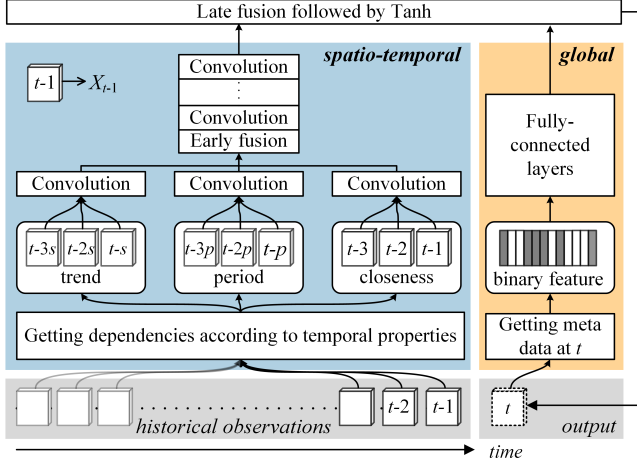 Late fusion followed by Tanh
spatio-temporal
global
t-1
X_{t-1}
Convolution
⋮
Convolution
Early fusion
Fully-
connected
layers
Convolution
Convolution
Convolution
t-3s t-2s t-s
t-3p t-2p t-p
t-3 t-2 t-1
trend
period
closeness
binary feature
Getting dependencies according to temporal properties
Getting meta
data at t
t-2 t-1
t
historical observations
output
time